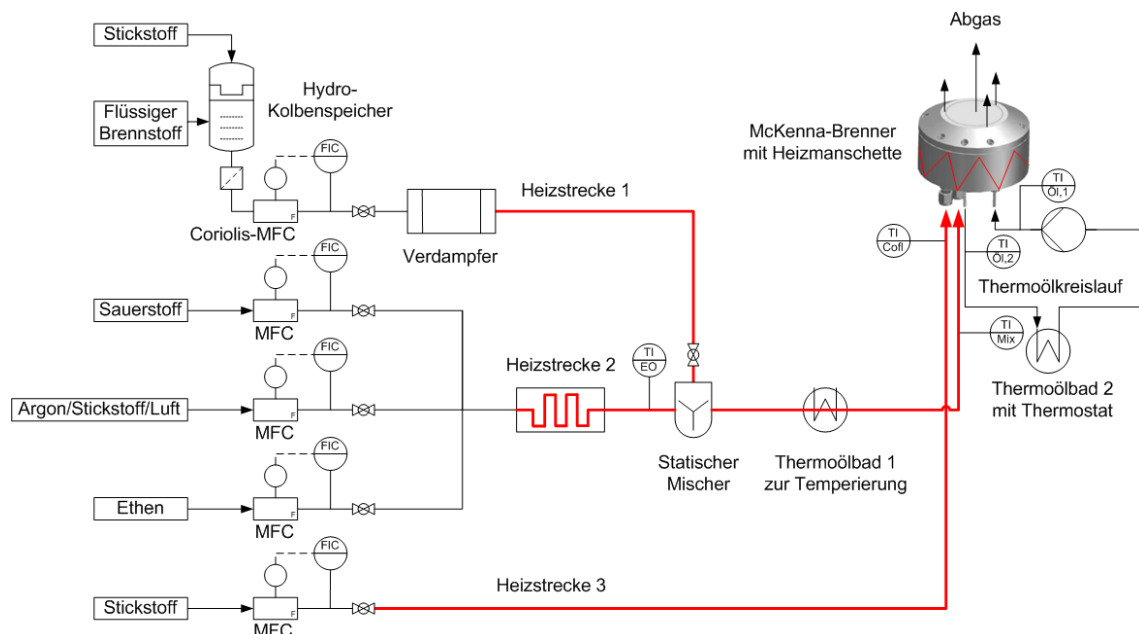 Stickstoff
Flüssiger
Brennstoff
Hydro-
Kolbenspeicher
FIC
F
Coriolis-MFC
Verdampfer
Heizstrecke 1
Abgas
McKenna-Brenner
mit Heizmanschette
TI
Öl,1
TI
Cofl
TI
Öl,2
Thermoölkreislauf
TI
Mix
Thermoölbad 2
mit Thermostat
Sauerstoff
FIC
F
MFC
Argon/Stickstoff/Luft
FIC
F
MFC
Heizstrecke 2
TI
EO
Statischer
Mischer
Thermoölbad 1
zur Temperierung
Ethen
FIC
F
MFC
Stickstoff
FIC
F
MFC
Heizstrecke 3